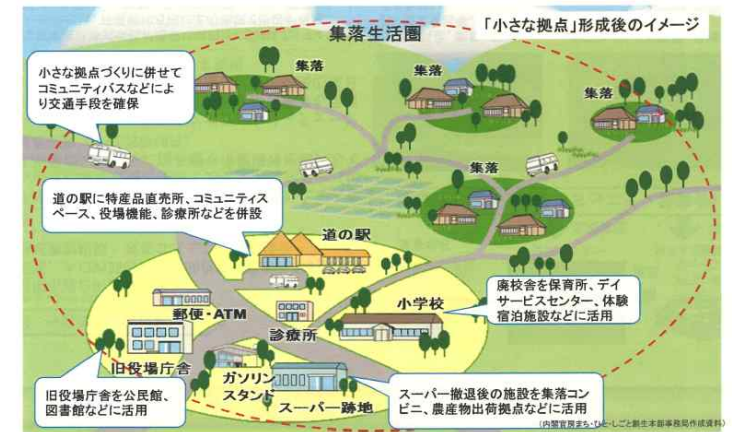 「小さな拠点」形成後のイメージ
集落生活圏
小さな拠点づくりに併せて
コミュニティバスなどによ
り交通手段を確保
集落
集落
集落
集落
道の駅に特産品直売所、コミュニティス
ペース、役場機能、診療所などを併設
道の駅
郵便・ATM
診療所
小学校
廃校舎を保育所、デイ
サービスセンター、体験
宿泊施設などに活用
旧役場庁舎
ガソリン
スタンド
スーパー跡地
旧役場庁舎を公民館、
図書館などに活用
スーパー撤退後の施設を集落コン
ビニ、農産物出荷拠点などに活用
(内閣官房まち・ひと・しごと創生本部事務局作成資料)